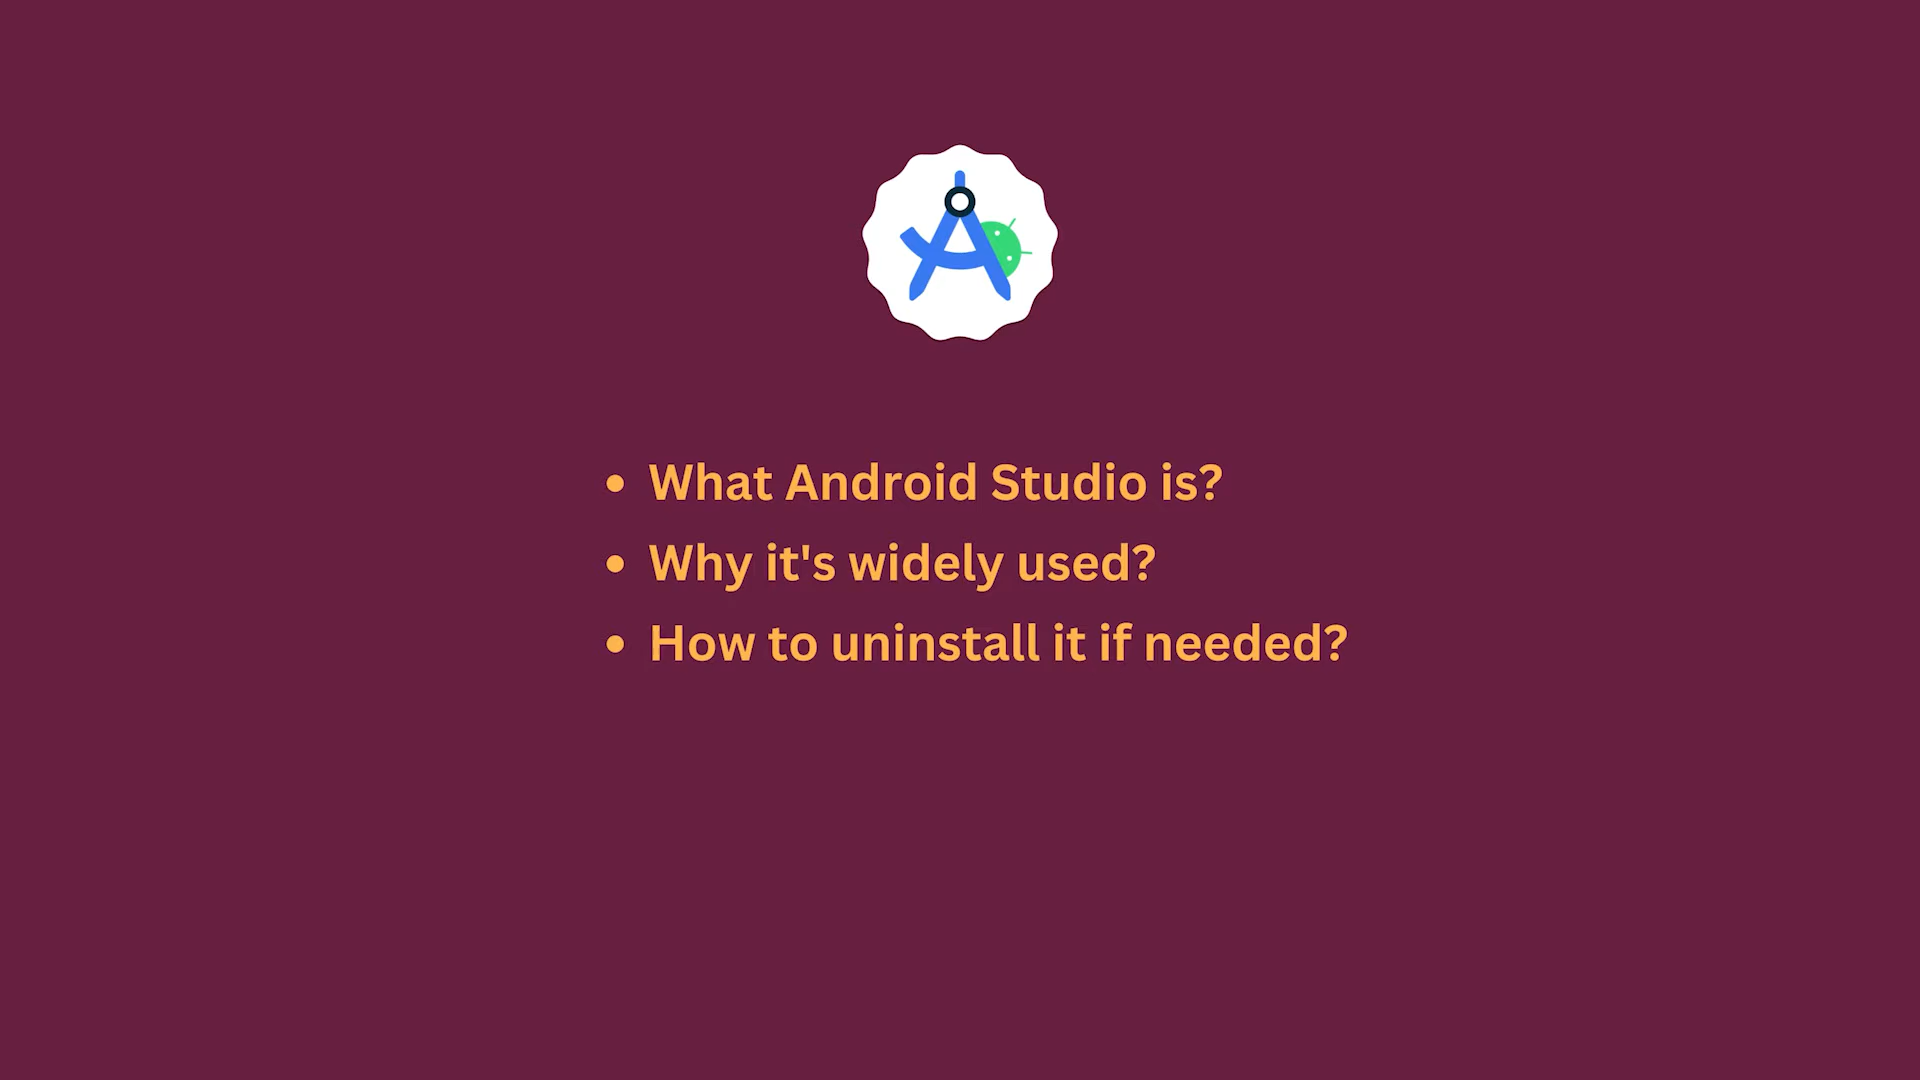 • What Android Studio is?
• Why it's widely used?
• How to uninstall it if needed?